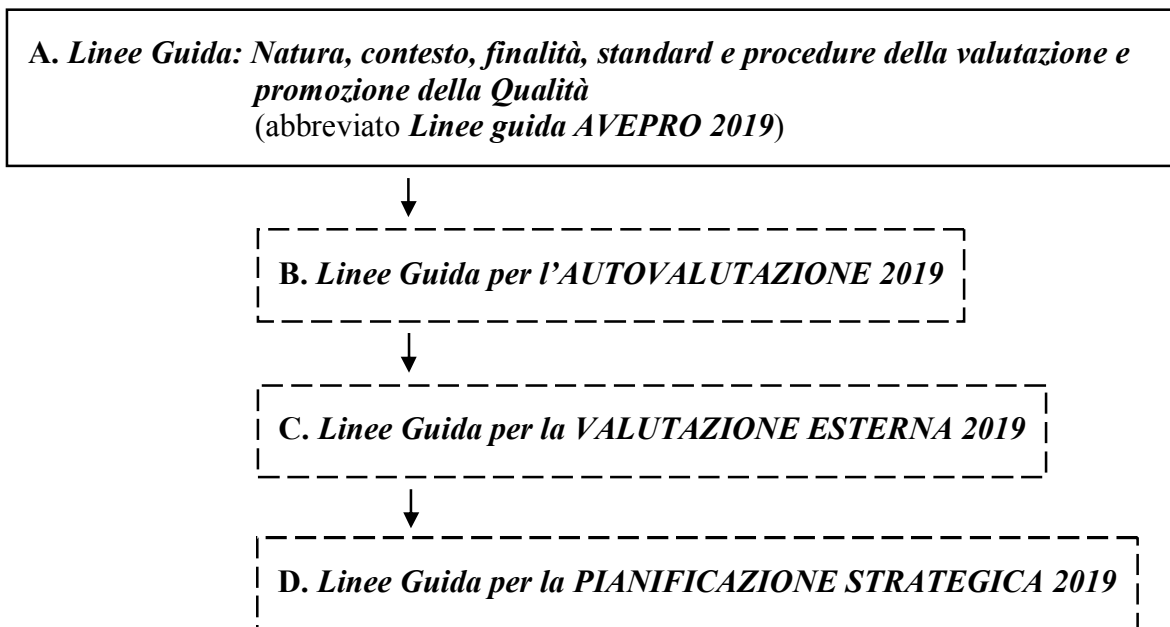 A. Linee Guida: Natura, contesto, finalità, standard e procedure della valutazione e
promozione della Qualità
(abbreviato Linee guida AVEPRO 2019)
B. Linee Guida per l’AUTOVALUTAZIONE 2019
C. Linee Guida per la VALUTAZIONE ESTERNA 2019
D. Linee Guida per la PIANIFICAZIONE STRATEGICA 2019